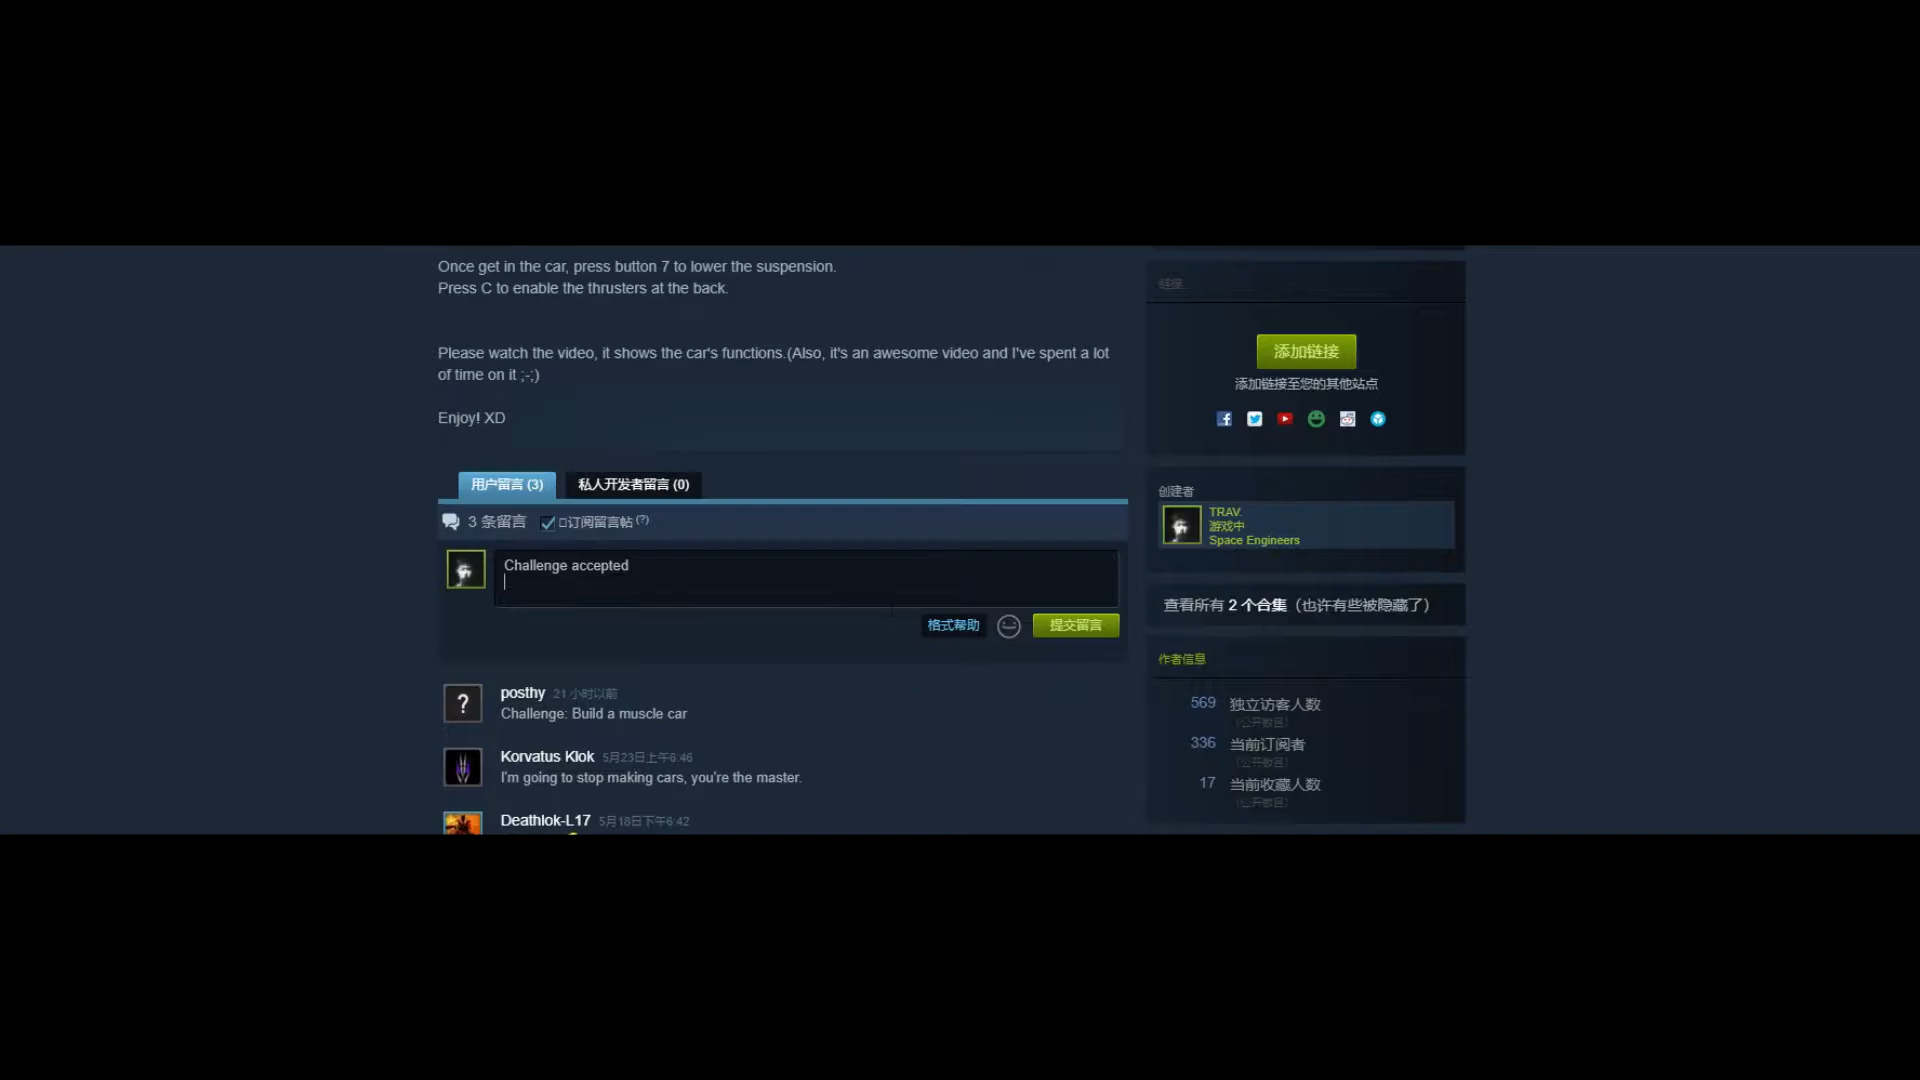 Once get in the car, press button 7 to lower the suspension.
Press C to enable the thrusters at the back.
Please watch the video, it shows the car's functions.(Also, it's an awesome video and I've spent a lot
of time on it ;-;)
Enjoy! XD
用户留言 (3)
私人开发者留言 (0)
3 条留言
订阅留言帖 (?)
Challenge accepted
格式帮助
提交留言
posthy 21 小时以前
Challenge: Build a muscle car
Korvatus Klok 5月23日上午6:46
I'm going to stop making cars, you're the master.
Deathlok-L17 5月18日下午6:42
链接
添加链接
添加链接至您的其他站点
创建者
TRAV.
游戏中
Space Engineers
查看所有 2 个合集（也许有些被隐藏了）
作者信息
569 独立访客人数
336 当前订阅者
17 当前收藏人数